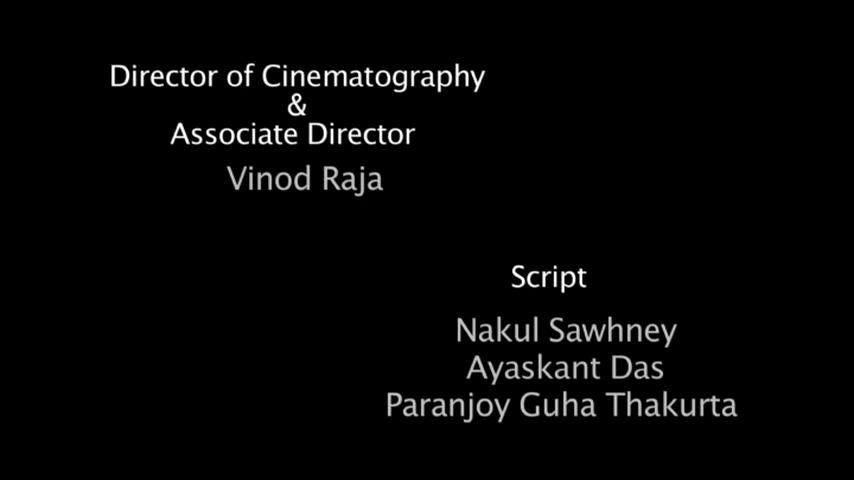 Director of Cinematography
&
Associate Director
Vinod Raja
Script
Nakul Sawhney
Ayaskant Das
Paranjoy Guha Thakurta